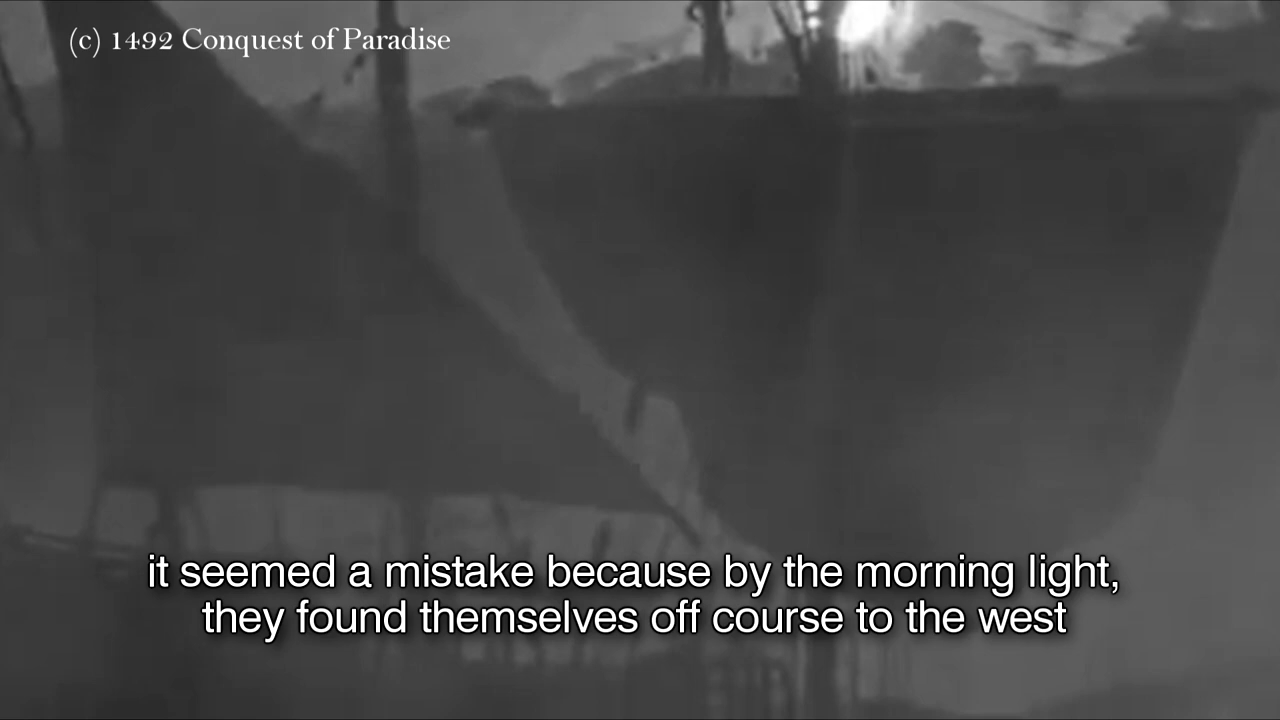 (c) 1492 Conquest of Paradise
it seemed a mistake because by the morning light,
they found themselves off course to the west